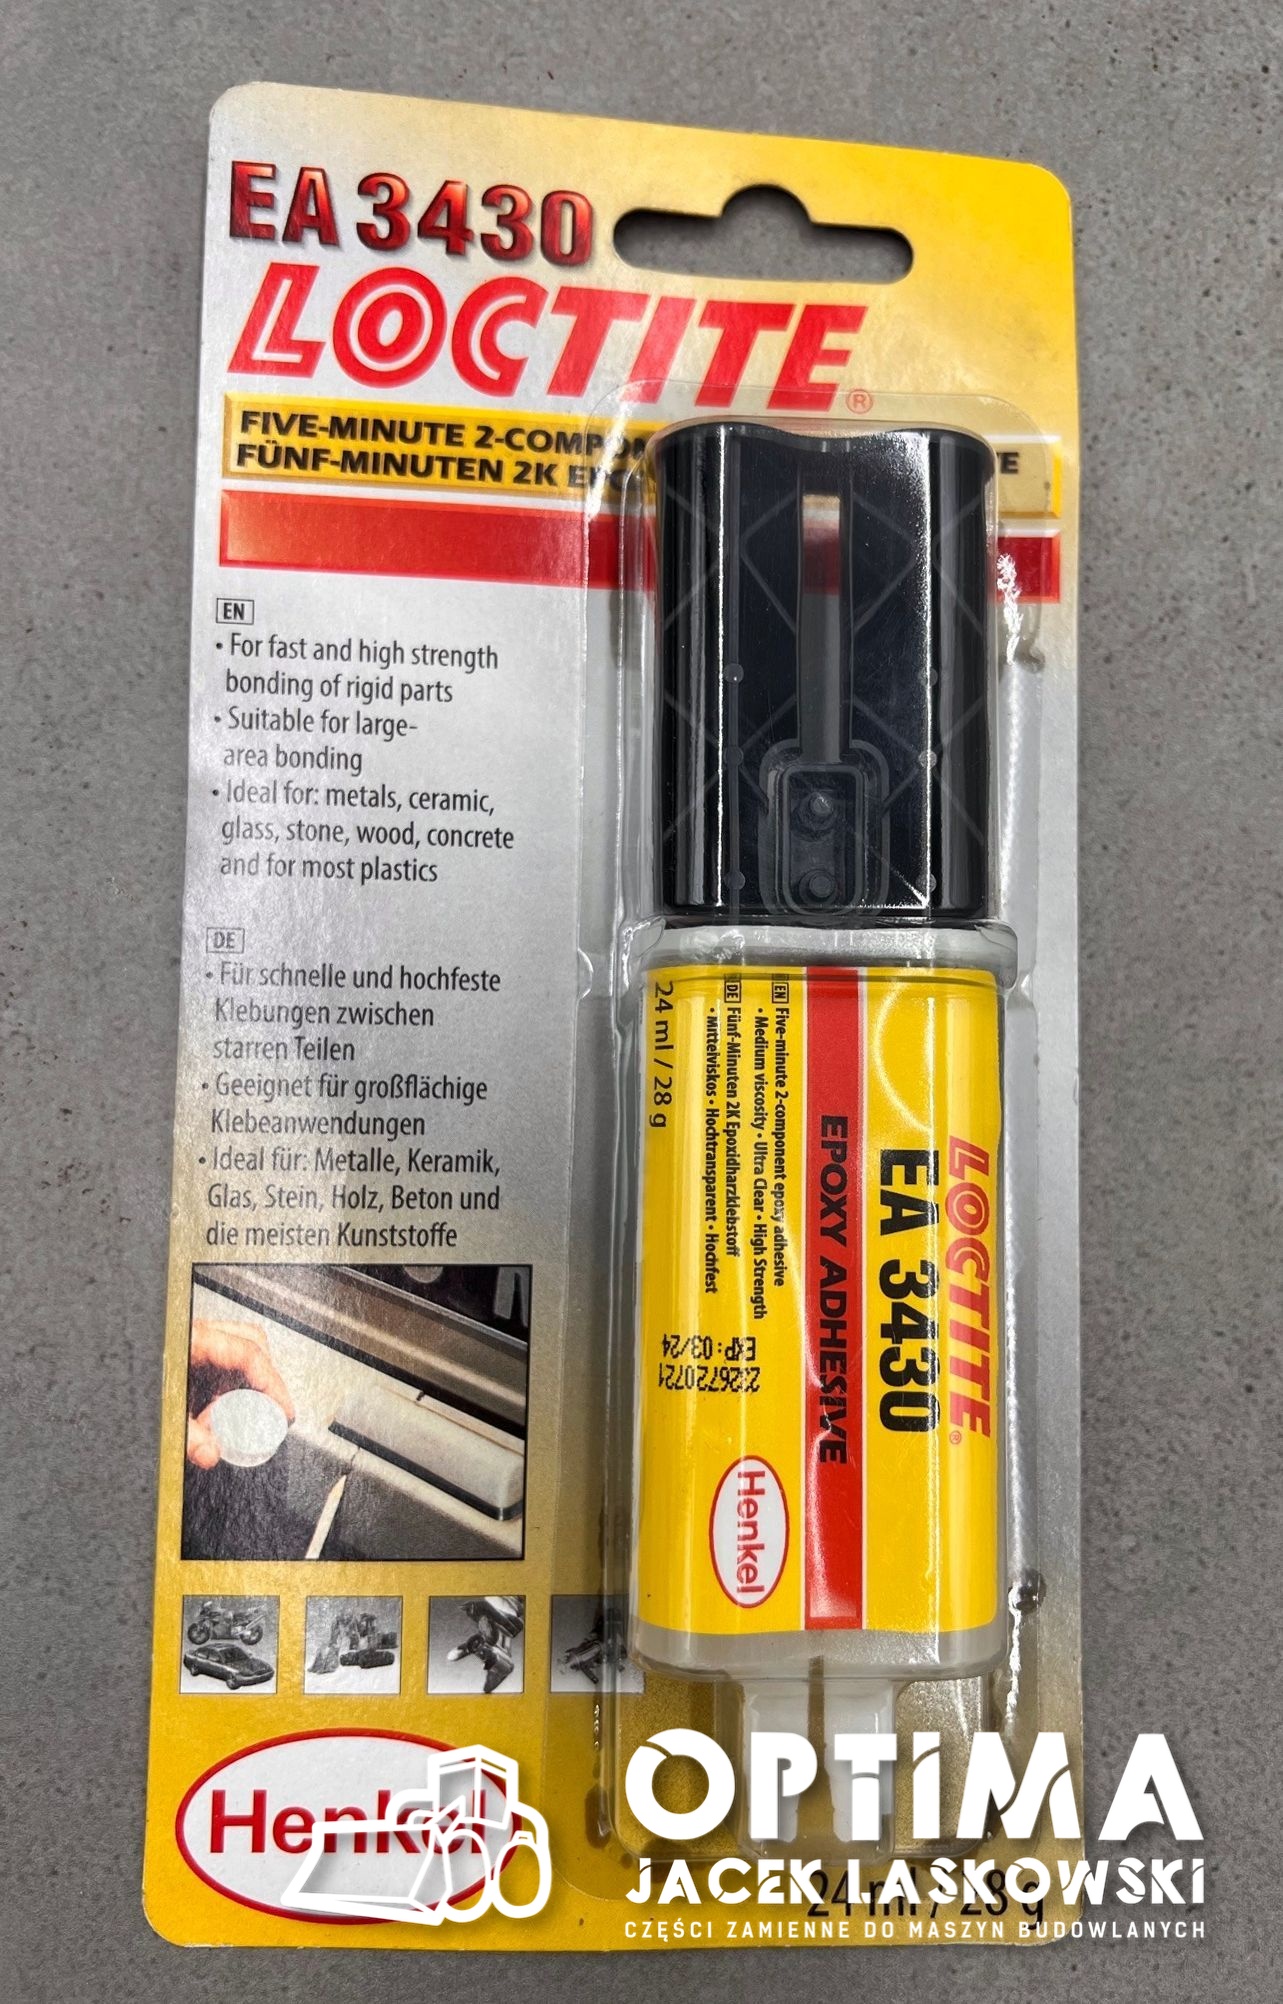 EA 3430
LOCTITE®
FIVE-MINUTE 2-COMPON
FÜNF-MINUTEN 2K EPO
EN
• For fast and high strength
bonding of rigid parts
• Suitable for large-
area bonding
• Ideal for: metals, ceramic,
glass, stone, wood, concrete
and for most plastics
DE
• Für schnelle und hochfeste
Klebungen zwischen
starren Teilen
• Geeignet für großflächige
Klebeanwendungen
• Ideal für: Metalle, Keramik,
Glas, Stein, Holz, Beton und
die meisten Kunststoffe
LOCTITE®
EA 3430
EPOXY ADHESIVE
EN Five-minute 2-component epoxy adhesive
• Medium viscosity • Ultra Clear • High Strength
DE Fünf-Minuten 2K Epoxidharzklebstoff
• Mittelviskos • Hochtransparent • Hochfest
24 ml / 28 g
EXP: 03/24
Henkel
Henkel
24 ml / 28 g
OPTIMA
JACEK LASKOWSKI
CZĘŚCI ZAMIENNE DO MASZYN BUDOWLANYCH